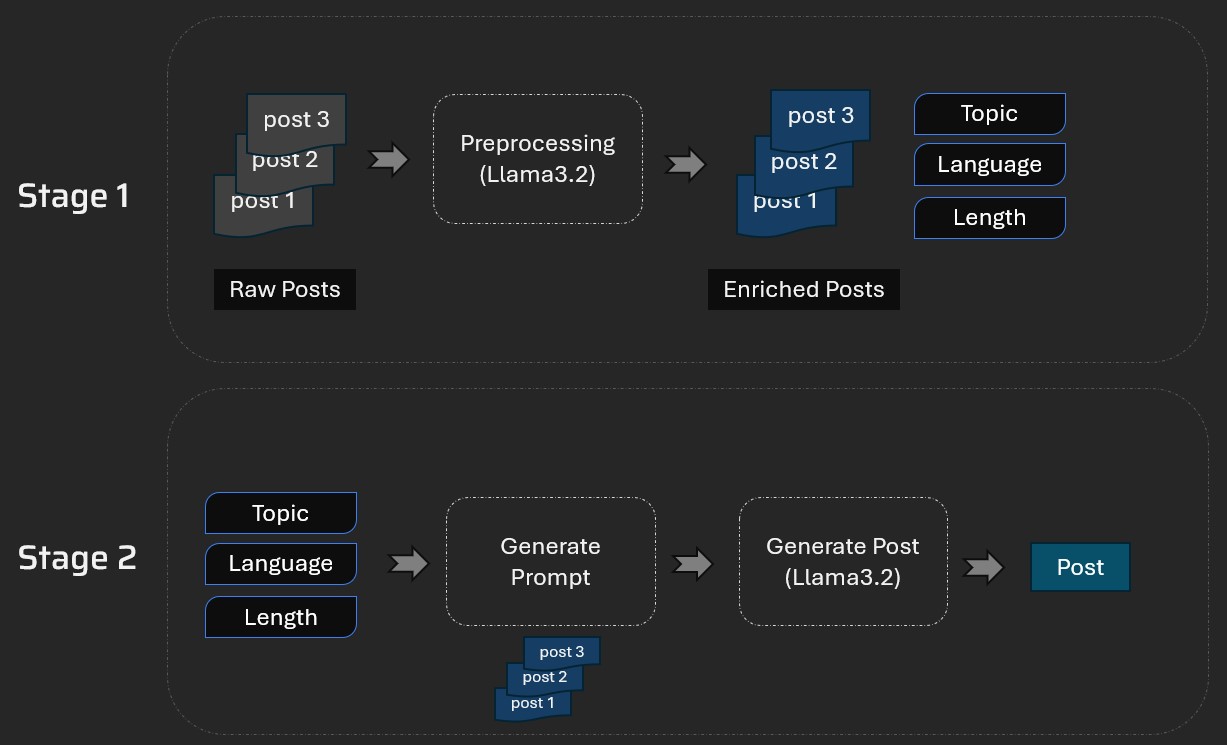 Stage 1
post 3
post 2
post 1
Raw Posts
Preprocessing
(Llama3.2)
post 3
post 2
post 1
Enriched Posts
Topic
Language
Length
Stage 2
Topic
Language
Length
Generate
Prompt
post 3
post 2
post 1
Generate Post
(Llama3.2)
Post